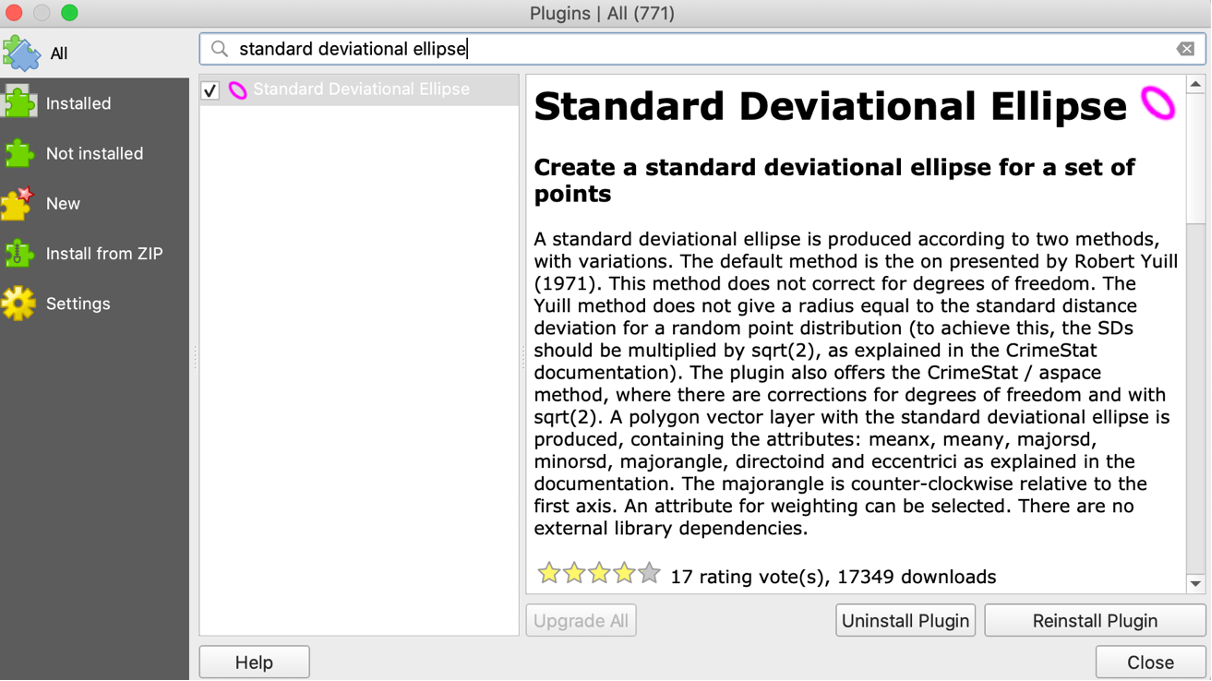 Plugins | All (771)
All
standard deviational ellipse
Installed
Not installed
New
Install from ZIP
Settings
Standard Deviational Ellipse
Standard Deviational Ellipse
Create a standard deviational ellipse for a set of
points
A standard deviational ellipse is produced according to two methods,
with variations. The default method is the on presented by Robert Yuill
(1971). This method does not correct for degrees of freedom. The
Yuill method does not give a radius equal to the standard distance
deviation for a random point distribution (to achieve this, the SDs
should be multiplied by sqrt(2), as explained in the CrimeStat
documentation). The plugin also offers the CrimeStat / aspace
method, where there are corrections for degrees of freedom and with
sqrt(2). A polygon vector layer with the standard deviational ellipse is
produced, containing the attributes: meanx, meany, majorsd,
minorsd, majorangle, directoind and eccentrici as explained in the
documentation. The majorangle is counter-clockwise relative to the
first axis. An attribute for weighting can be selected. There are no
external library dependencies.
17 rating vote(s), 17349 downloads
Upgrade All
Uninstall Plugin
Reinstall Plugin
Help
Close